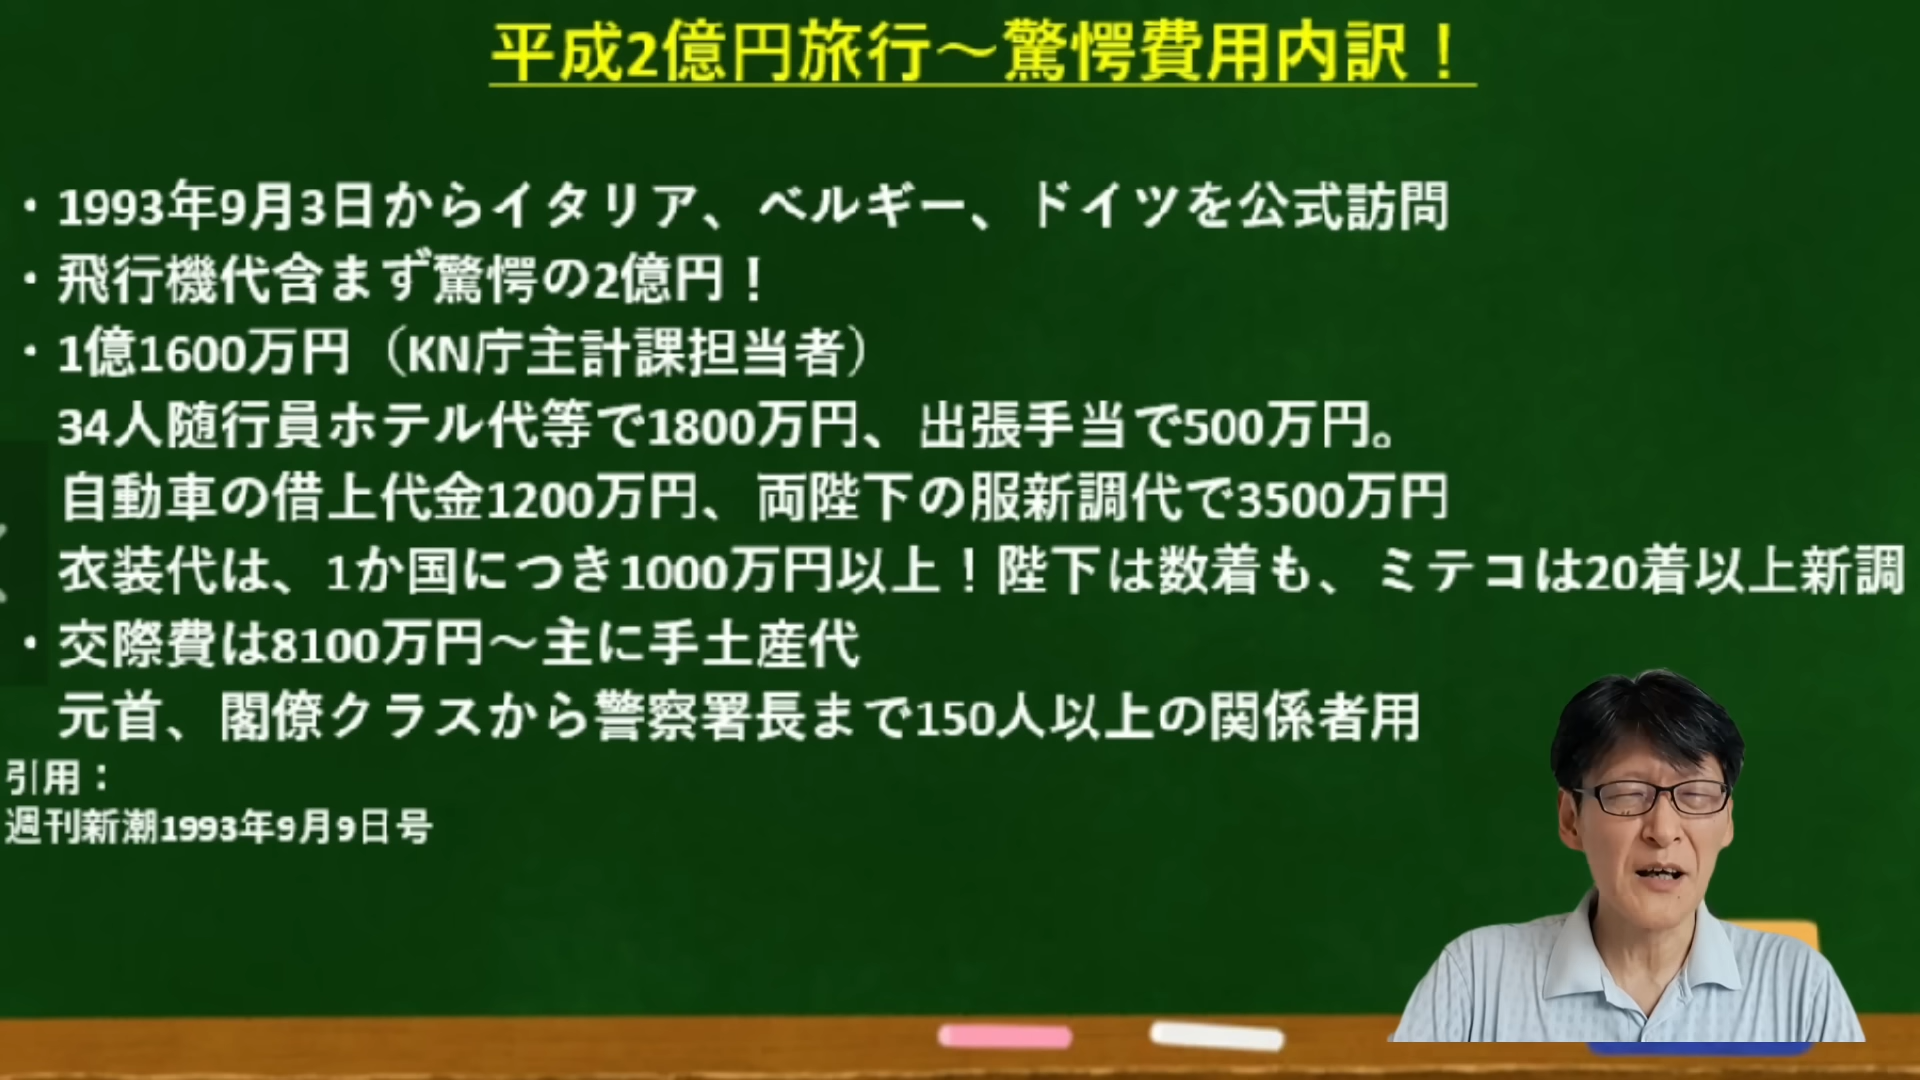 平成2億円旅行～驚愕費用内訳！
・1993年9月3日からイタリア、ベルギー、ドイツを公式訪問
・飛行機代含まず驚愕の2億円！
・1億1600万円（KN庁主計課担当者）
34人随行員ホテル代等で1800万円、出張手当で500万円。
自動車の借上代金1200万円、両陛下の服新調代で3500万円
衣装代は、1か国につき1000万円以上！陛下は数着も、ミテコは20着以上新調
・交際費は8100万円～主に手土産代
元首、閣僚クラスから警察署長まで150人以上の関係者用
引用：
週刊新潮1993年9月9日号